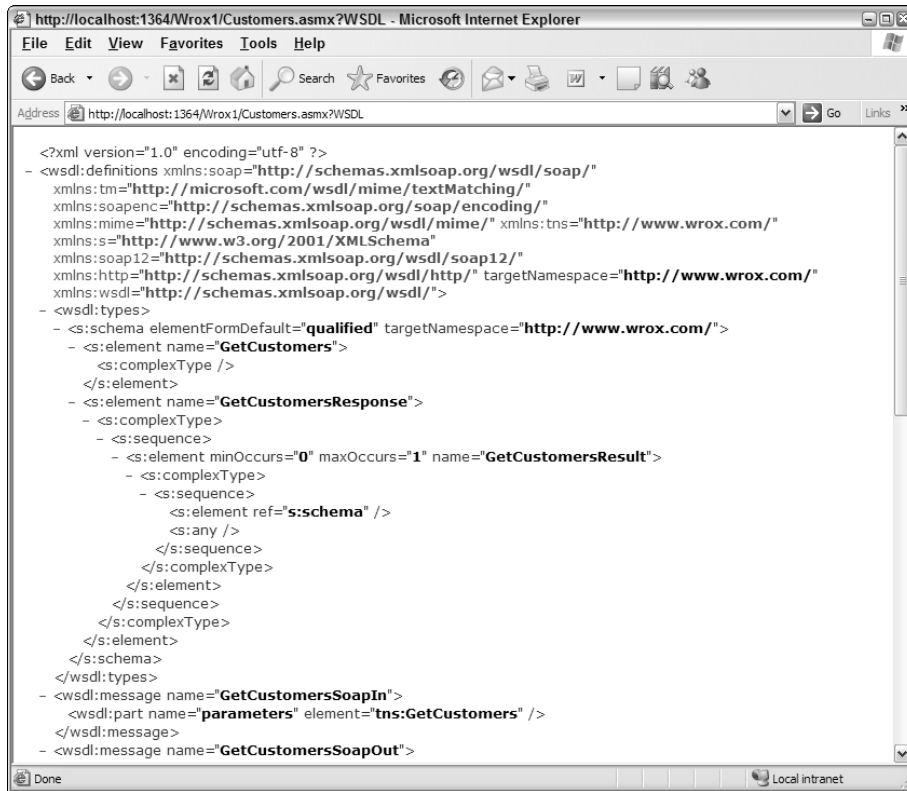 http://localhost:1364/Wrox1/Customers.asmx?WSDL - Microsoft Internet Explorer
File Edit View Favorites Tools Help
Back Search Favorites
Address http://localhost:1364/Wrox1/Customers.asmx?WSDL Go Links »
<?xml version="1.0" encoding="utf-8" ?>
- <wsdl:definitions xmlns:soap="http://schemas.xmlsoap.org/wsdl/soap/"
xmlns:tm="http://microsoft.com/wsdl/mime/textMatching/"
xmlns:soapenc="http://schemas.xmlsoap.org/soap/encoding/"
xmlns:mime="http://schemas.xmlsoap.org/wsdl/mime/" xmlns:tns="http://www.wrox.com/"
xmlns:s="http://www.w3.org/2001/XMLSchema"
xmlns:soap12="http://schemas.xmlsoap.org/wsdl/soap12/"
xmlns:http="http://schemas.xmlsoap.org/wsdl/http/" targetNamespace="http://www.wrox.com/"
xmlns:wsdl="http://schemas.xmlsoap.org/wsdl/">
- <wsdl:types>
- <s:schema elementFormDefault="qualified" targetNamespace="http://www.wrox.com/">
- <s:element name="GetCustomers">
<s:complexType />
</s:element>
- <s:element name="GetCustomersResponse">
- <s:complexType>
- <s:sequence>
- <s:element minOccurs="0" maxOccurs="1" name="GetCustomersResult">
- <s:complexType>
- <s:sequence>
<s:element ref="s:schema" />
<s:any />
</s:sequence>
</s:complexType>
</s:element>
</s:sequence>
</s:complexType>
</s:element>
</s:schema>
</wsdl:types>
- <wsdl:message name="GetCustomersSoapIn">
<wsdl:part name="parameters" element="tns:GetCustomers" />
</wsdl:message>
- <wsdl:message name="GetCustomersSoapOut">
Done Local intranet